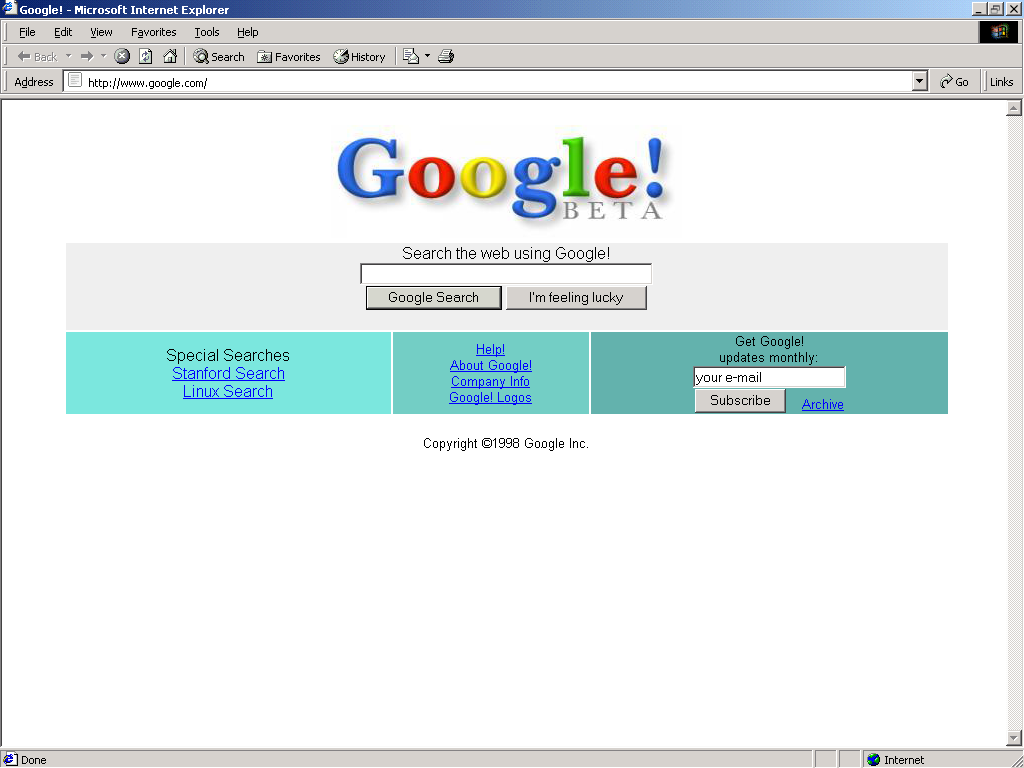 Google! - Microsoft Internet Explorer
File Edit View Favorites Tools Help
Back Search Favorites History
Address http://www.google.com/ Go Links
Google!
BETA
Search the web using Google!
Google Search I'm feeling lucky
Special Searches
Stanford Search
Linux Search
Help!
About Google!
Company Info
Google! Logos
Get Google!
updates monthly:
your e-mail
Subscribe Archive
Copyright ©1998 Google Inc.
Done Internet